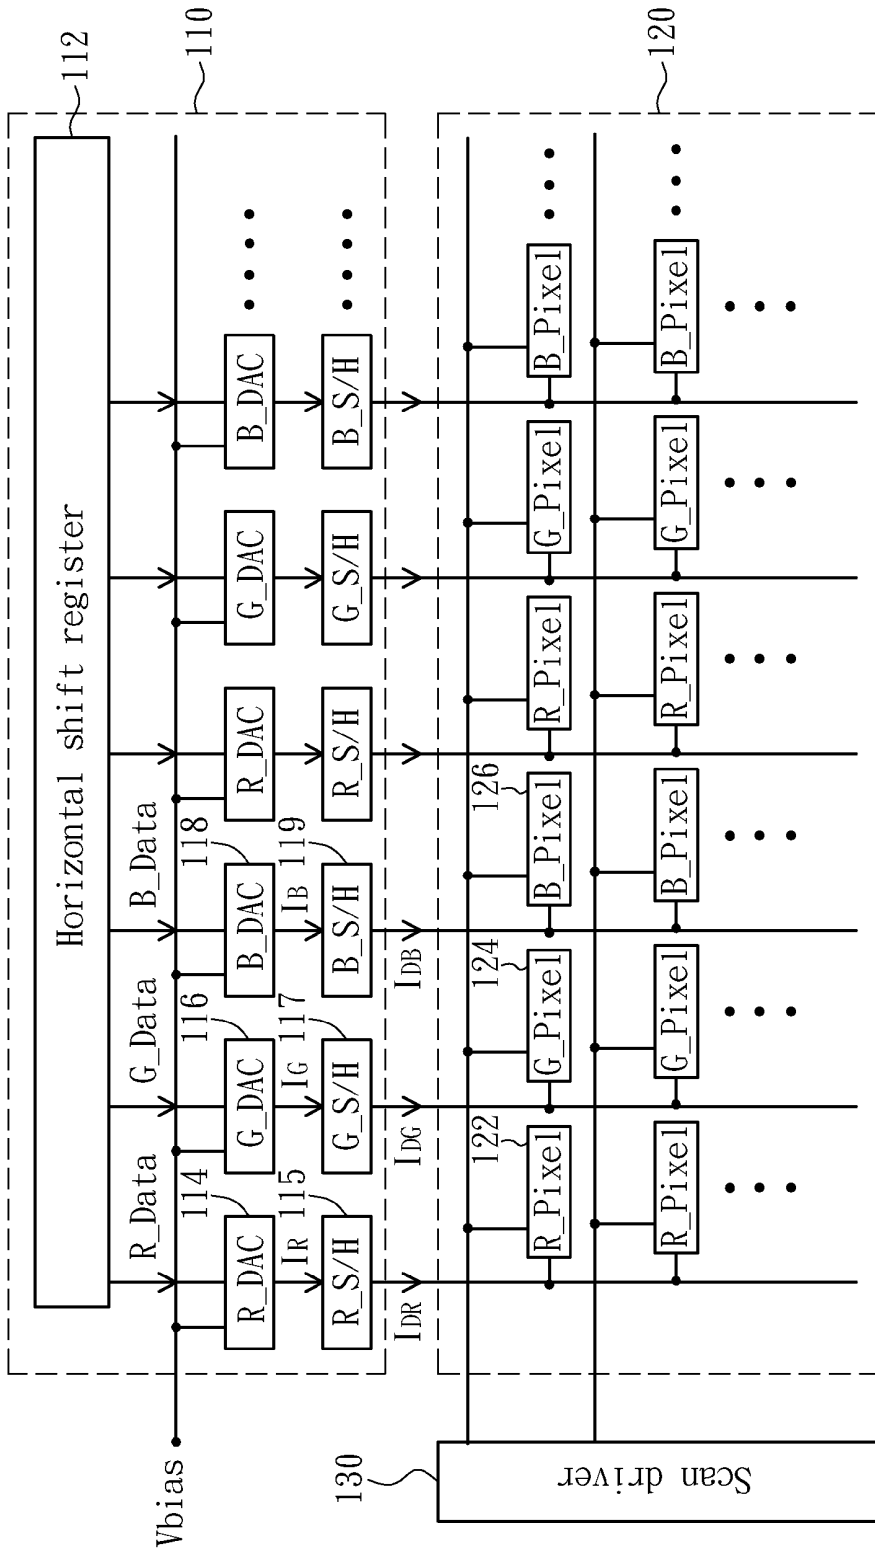 112
Horizontal shift register
110
R_Data
G_Data
B_Data
Vbias
114
116
118
R_DAC
G_DAC
B_DAC
R_DAC
G_DAC
B_DAC
IR
115
IG
117
IB
119
R_S/H
G_S/H
B_S/H
R_S/H
G_S/H
B_S/H
IDR
IDG
IDB
130
Scan driver
120
122
124
126
R_Pixel
G_Pixel
B_Pixel
R_Pixel
G_Pixel
B_Pixel
R_Pixel
G_Pixel
B_Pixel
R_Pixel
G_Pixel
B_Pixel